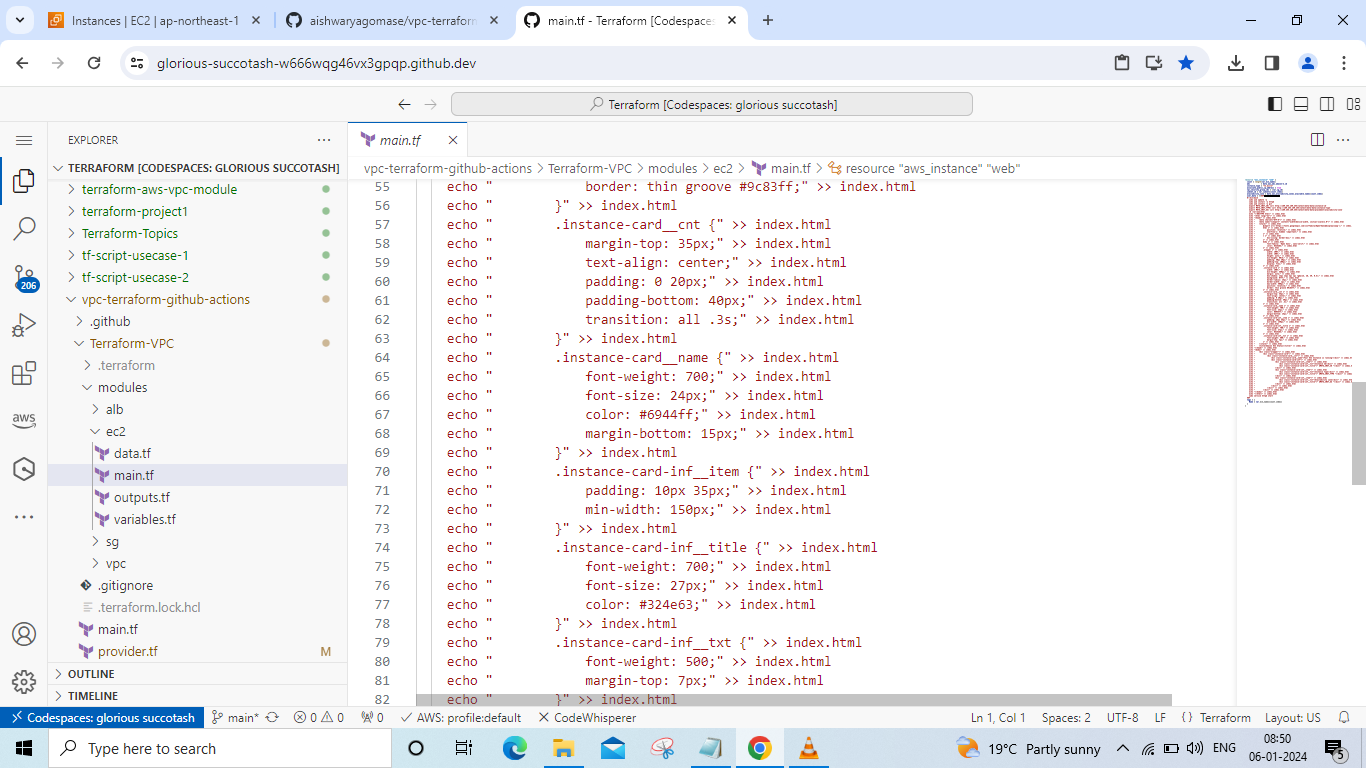 Instances | EC2 | ap-northeast-1
aishwaryagomase/vpc-terraform
main.tf - Terraform [Codespaces
glorious-succotash-w666wqg46vx3gpqp.github.dev
Terraform [Codespaces: glorious succotash]
EXPLORER
TERRAFORM [CODESPACES: GLORIOUS SUCCOTASH]
terraform-aws-vpc-module
terraform-project1
Terraform-Topics
tf-script-usecase-1
tf-script-usecase-2
vpc-terraform-github-actions
.github
Terraform-VPC
.terraform
modules
alb
ec2
data.tf
main.tf
outputs.tf
variables.tf
sg
vpc
.gitignore
.terraform.lock.hcl
main.tf
provider.tf M
OUTLINE
TIMELINE
206
aws
main.tf
vpc-terraform-github-actions > Terraform-VPC > modules > ec2 > main.tf > resource "aws_instance" "web"
55 echo " border: thin groove #9c83ff;" >> index.html
56 echo " }" >> index.html
57 echo " .instance-card__cnt {" >> index.html
58 echo " margin-top: 35px;" >> index.html
59 echo " text-align: center;" >> index.html
60 echo " padding: 0 20px;" >> index.html
61 echo " padding-bottom: 40px;" >> index.html
62 echo " transition: all .3s;" >> index.html
63 echo " }" >> index.html
64 echo " .instance-card__name {" >> index.html
65 echo " font-weight: 700;" >> index.html
66 echo " font-size: 24px;" >> index.html
67 echo " color: #6944ff;" >> index.html
68 echo " margin-bottom: 15px;" >> index.html
69 echo " }" >> index.html
70 echo " .instance-card-inf__item {" >> index.html
71 echo " padding: 10px 35px;" >> index.html
72 echo " min-width: 150px;" >> index.html
73 echo " }" >> index.html
74 echo " .instance-card-inf__title {" >> index.html
75 echo " font-weight: 700;" >> index.html
76 echo " font-size: 27px;" >> index.html
77 echo " color: #324e63;" >> index.html
78 echo " }" >> index.html
79 echo " .instance-card-inf__txt {" >> index.html
80 echo " font-weight: 500;" >> index.html
81 echo " margin-top: 7px;" >> index.html
82 echo " }" >> index.html
Codespaces: glorious succotash main* 0 0 0 AWS: profile:default CodeWhisperer Ln 1, Col 1 Spaces: 2 UTF-8 LF {} Terraform Layout: US
Type here to search
19°C Partly sunny
ENG
08:50
06-01-2024
5